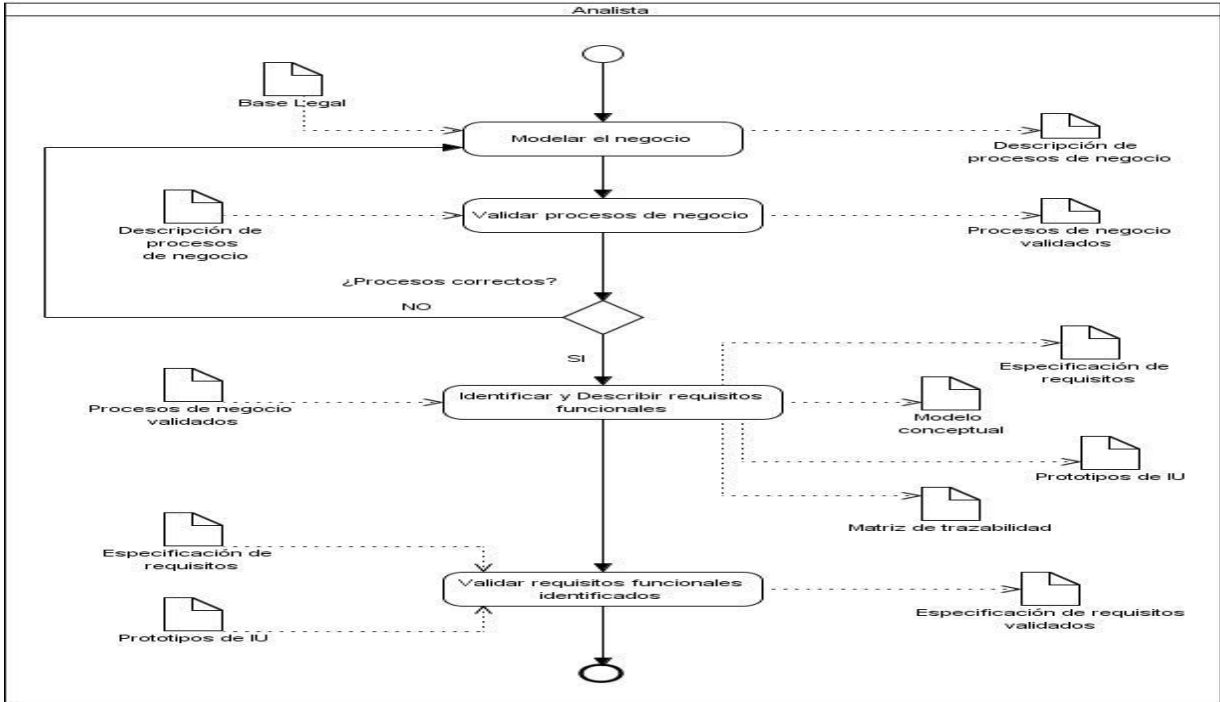 Analista
Base Legal
Modelar el negocio
Descripción de
procesos de negocio
Descripción de
procesos
de negocio
Validar procesos de negocio
Procesos de negocio
validados
¿Procesos correctos?
NO
SI
Procesos de negocio
validados
Identificar y Describir requisitos
funcionales
Especificación de
requisitos
Modelo
conceptual
Prototipos de IU
Matriz de trazabilidad
Especificación de
requisitos
Prototipos de IU
Validar requisitos funcionales
identificados
Especificación de requisitos
validados